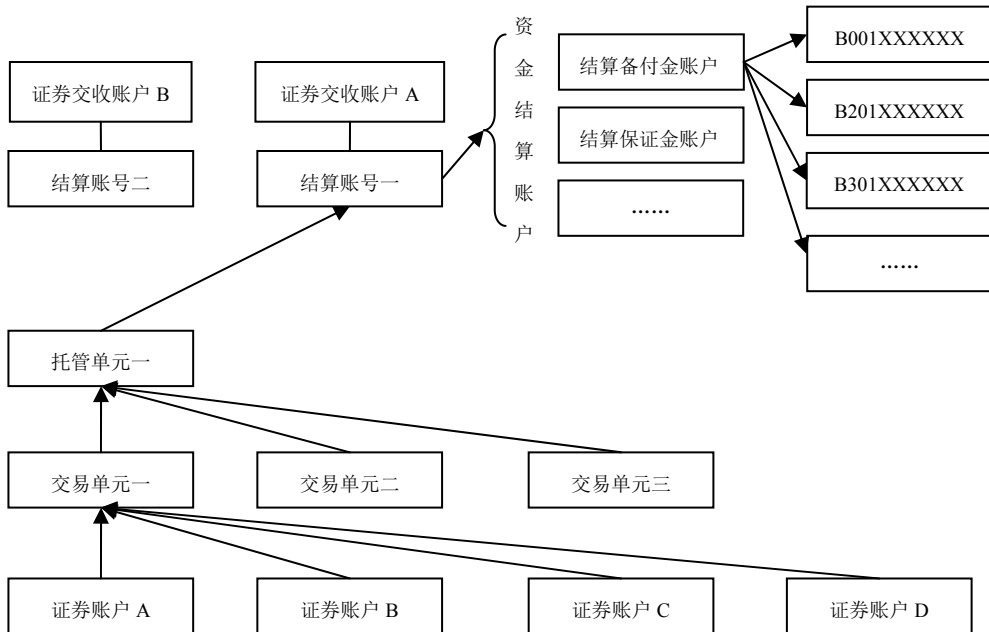 证券交收账户 B
证券交收账户 A
结算账号二
结算账号一
资金结算账户
结算备付金账户
结算保证金账户
……
B001XXXXXX
B201XXXXXX
B301XXXXXX
……
托管单元一
交易单元一
交易单元二
交易单元三
证券账户 A
证券账户 B
证券账户 C
证券账户 D